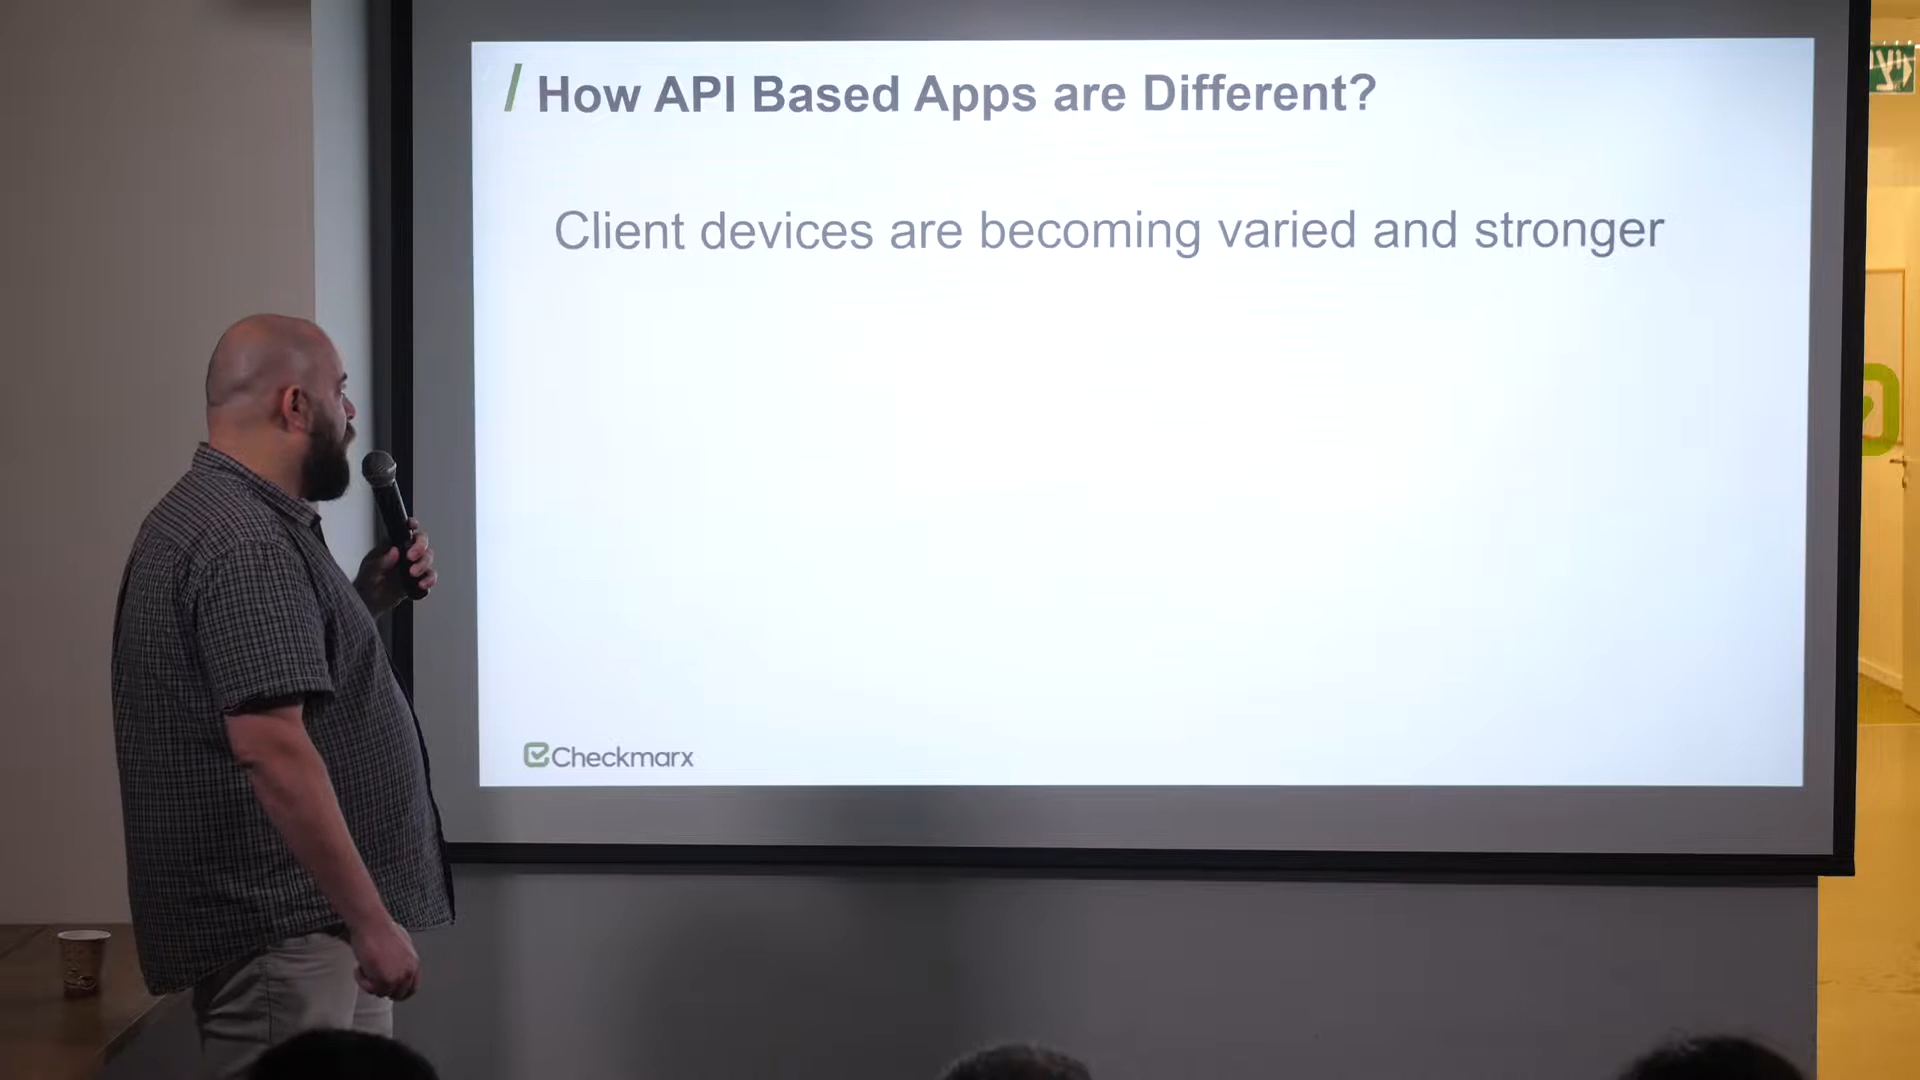 How API Based Apps are Different?
Client devices are becoming varied and stronger
Checkmarx